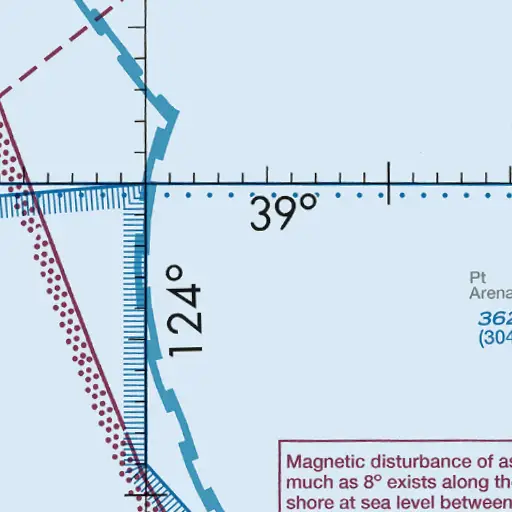 39°
124°
Pt
Arena
362
(304
Magnetic disturbance of as
much as 8° exists along the
shore at sea level between